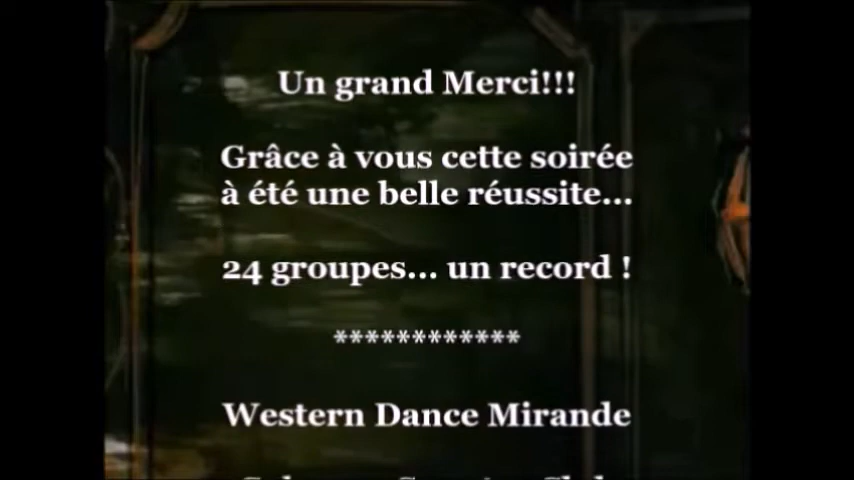 Un grand Merci!!!
Grâce à vous cette soirée
à été une belle réussite...
24 groupes... un record !
************
Western Dance Mirande